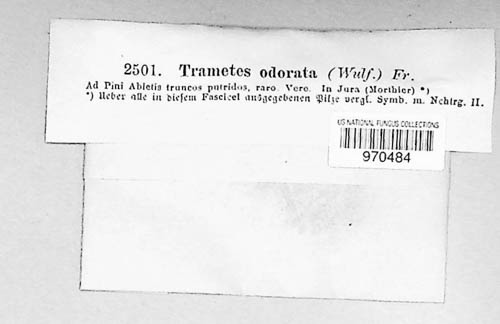 2501. Trametes odorata (Wulf.) Fr.
Ad Pini Abietis truncos putridos, raro. Vere. In Jura (Morthier) *)
*) Ueber alle in diesem Fascicel ausgegebenen Pilze vergl. Symb. m. Nchtrg. II.
US NATIONAL FUNGUS COLLECTIONS
970484